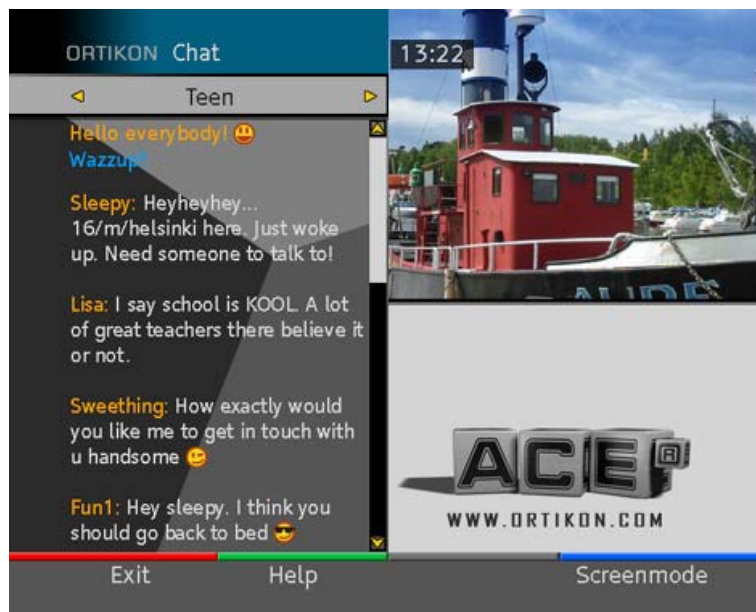 ORTIKON Chat
13:22
Teen
Hello everybody!
Wazzup?
Sleepy: Heyheyhey...
16/m/helsinki here. Just woke
up. Need someone to talk to!
Lisa: I say school is KOOL. A lot
of great teachers there believe it
or not.
Sweething: How exactly would
you like me to get in touch with
u handsome
Fun1: Hey sleepy. I think you
should go back to bed
ACE R
WWW.ORTIKON.COM
Exit
Help
Screenmode